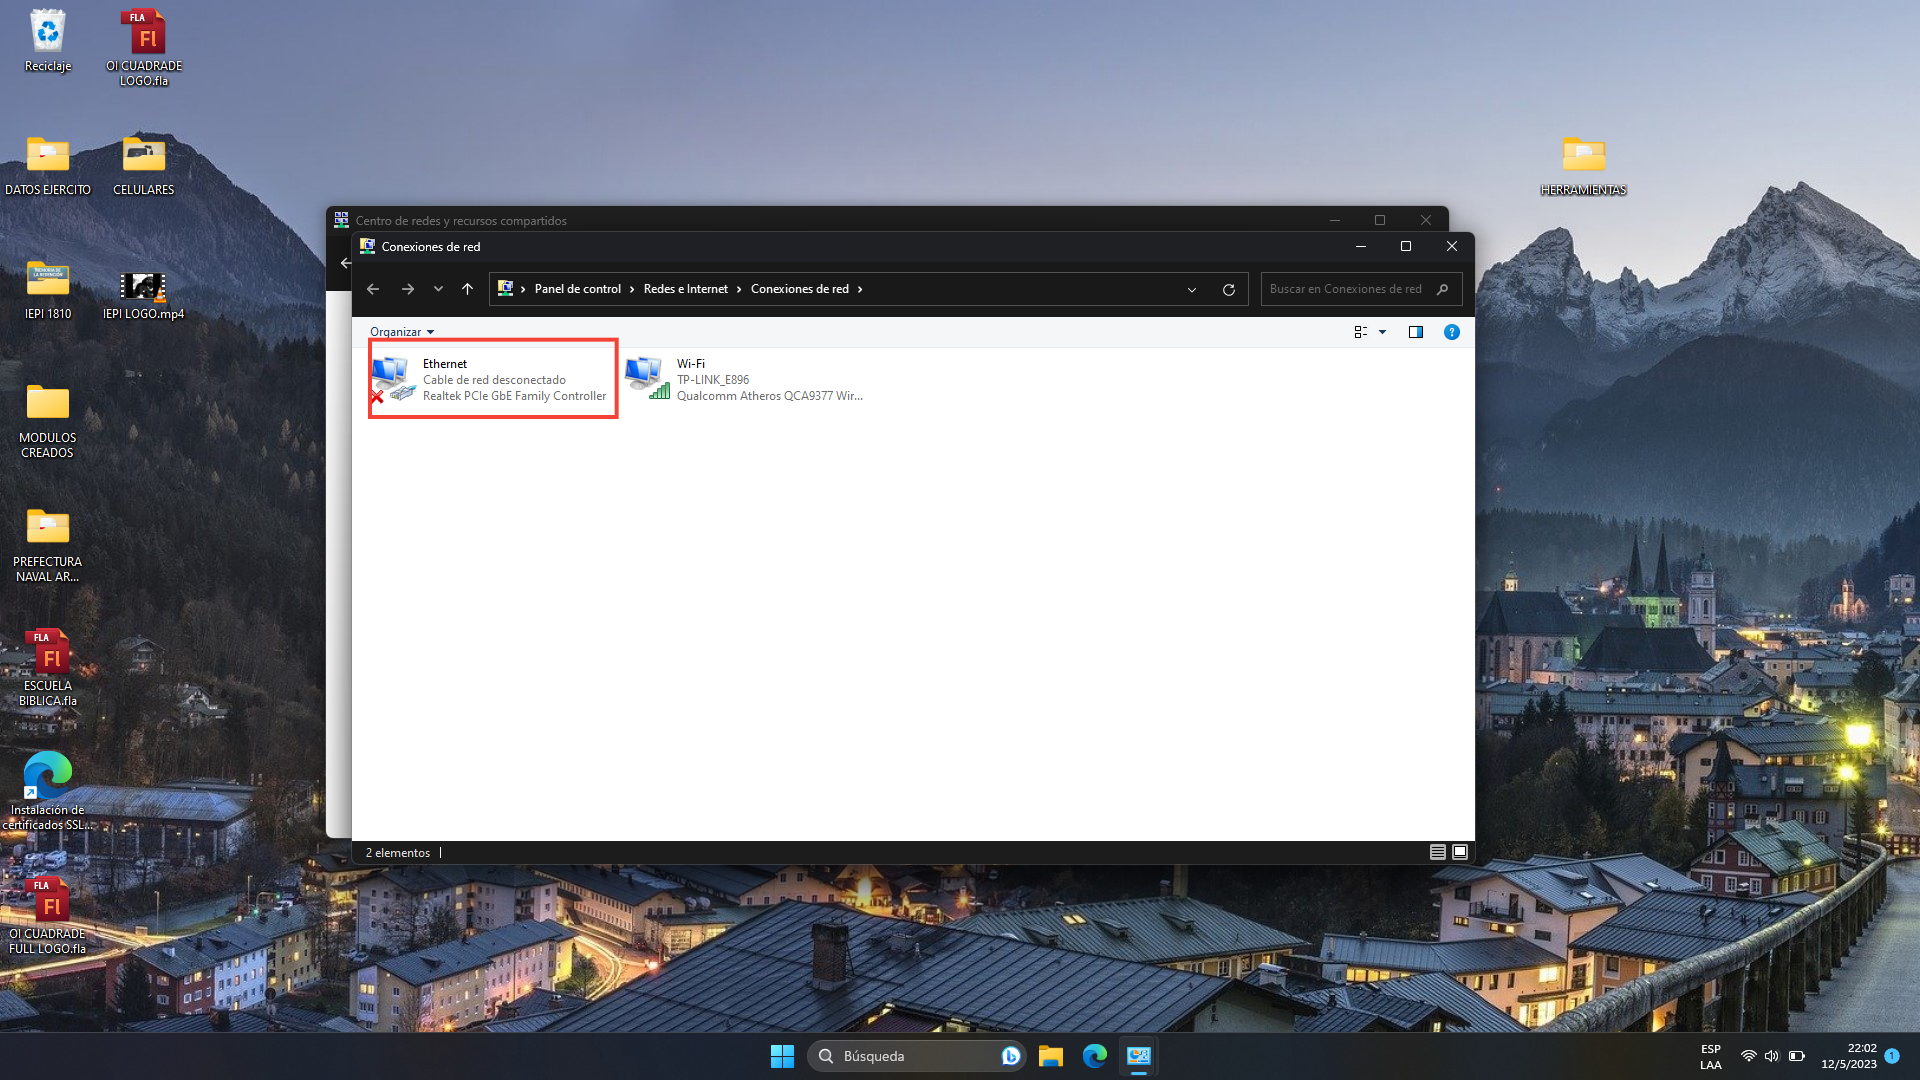 Reciclaje
FLA
Fl
OI CUADRADE
LOGO.fla
DATOS EJERCITO
CELULARES
HERRAMIENTAS
IEPI 1810
IEPI LOGO.mp4
MODULOS
CREADOS
PREFECTURA
NAVAL AR...
FLA
Fl
ESCUELA
BIBLICA.fla
Instalación de
certificados SSL...
FLA
Fl
OI CUADRADE
FULL LOGO.fla
Centro de redes y recursos compartidos
Conexiones de red
Panel de control > Redes e Internet > Conexiones de red >
Buscar en Conexiones de red
Organizar
Ethernet
Cable de red desconectado
Realtek PCIe GbE Family Controller
Wi-Fi
TP-LINK_E896
Qualcomm Atheros QCA9377 Wir...
2 elementos
Búsqueda
ESP
LAA
22:02
12/5/2023
1